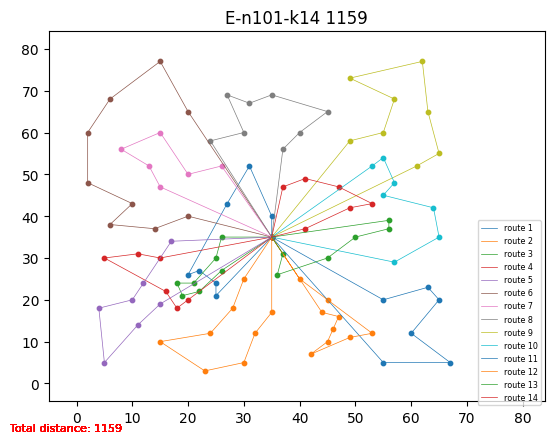 E-n101-k14 1159
80
70
60
50
40
30
20
10
0
0
10
20
30
40
50
60
70
80
route 1
route 2
route 3
route 4
route 5
route 6
route 7
route 8
route 9
route 10
route 11
route 12
route 13
route 14
Total distance: 1159